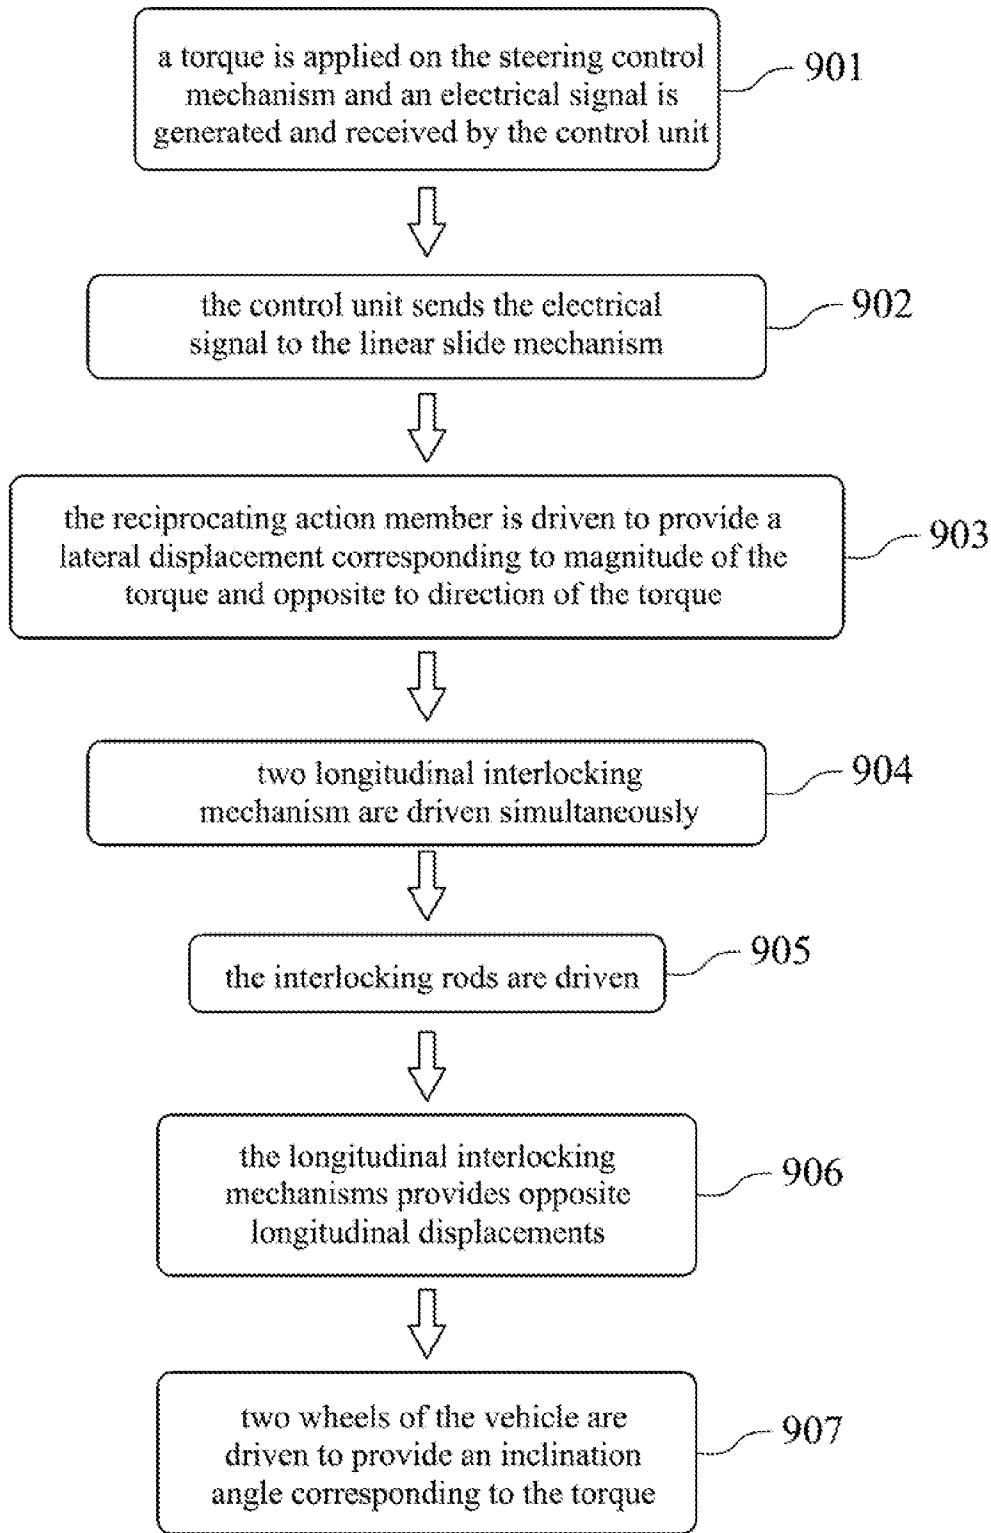 a torque is applied on the steering control
mechanism and an electrical signal is
generated and received by the control unit
901
the control unit sends the electrical
signal to the linear slide mechanism
902
the reciprocating action member is driven to provide a
lateral displacement corresponding to magnitude of the
torque and opposite to direction of the torque
903
two longitudinal interlocking
mechanism are driven simultaneously
904
the interlocking rods are driven
905
the longitudinal interlocking
mechanisms provides opposite
longitudinal displacements
906
two wheels of the vehicle are
driven to provide an inclination
angle corresponding to the torque
907